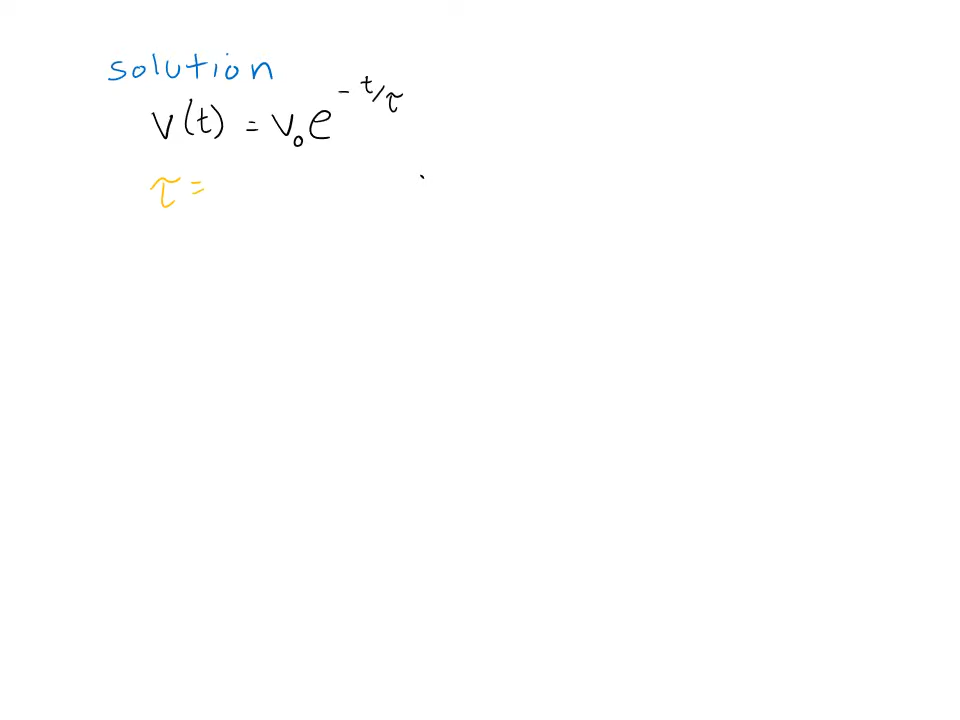 solution
v(t) = v₀e^{-t/τ}
τ =